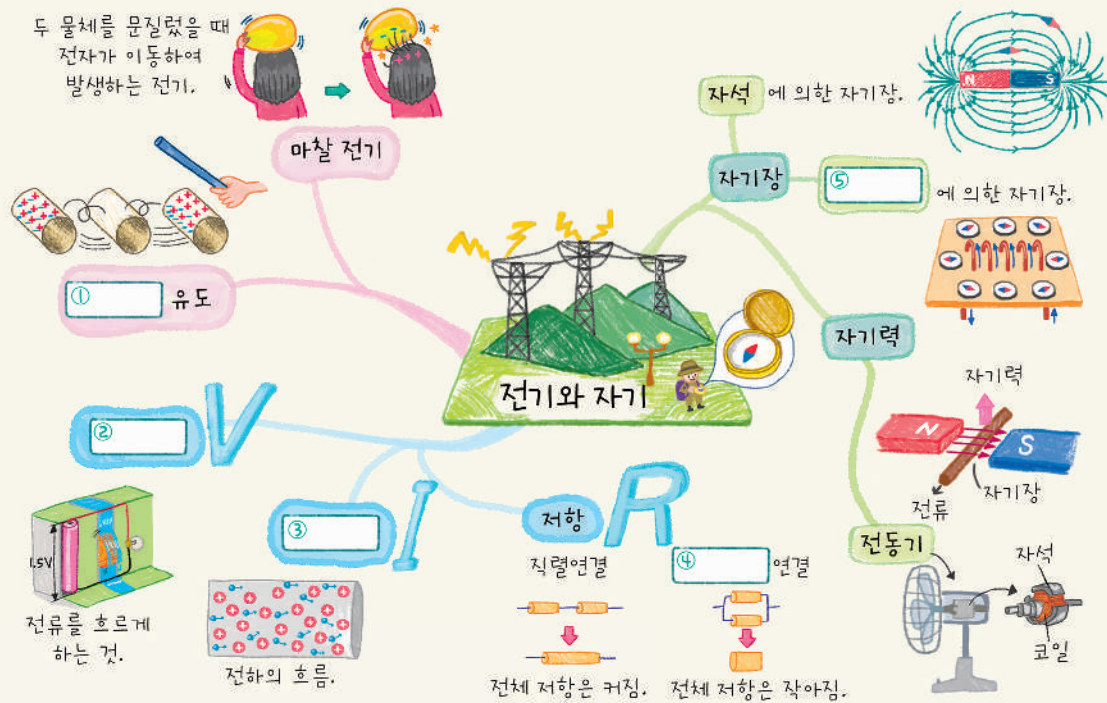 두 물체를 문질렀을 때
전자가 이동하여
발생하는 전기.
마찰 전기
① 유도
자석 에 의한 자기장.
N S
자기장
⑤ 에 의한 자기장.
자기력
전기와 자기
자기력
N S
자기장
전류
전동기
자석
코일
② V
1.5V
전류를 흐르게
하는 것.
③ I
전하의 흐름.
저항 R
직렬연결
전체 저항은 커짐.
④ 연결
전체 저항은 작아짐.